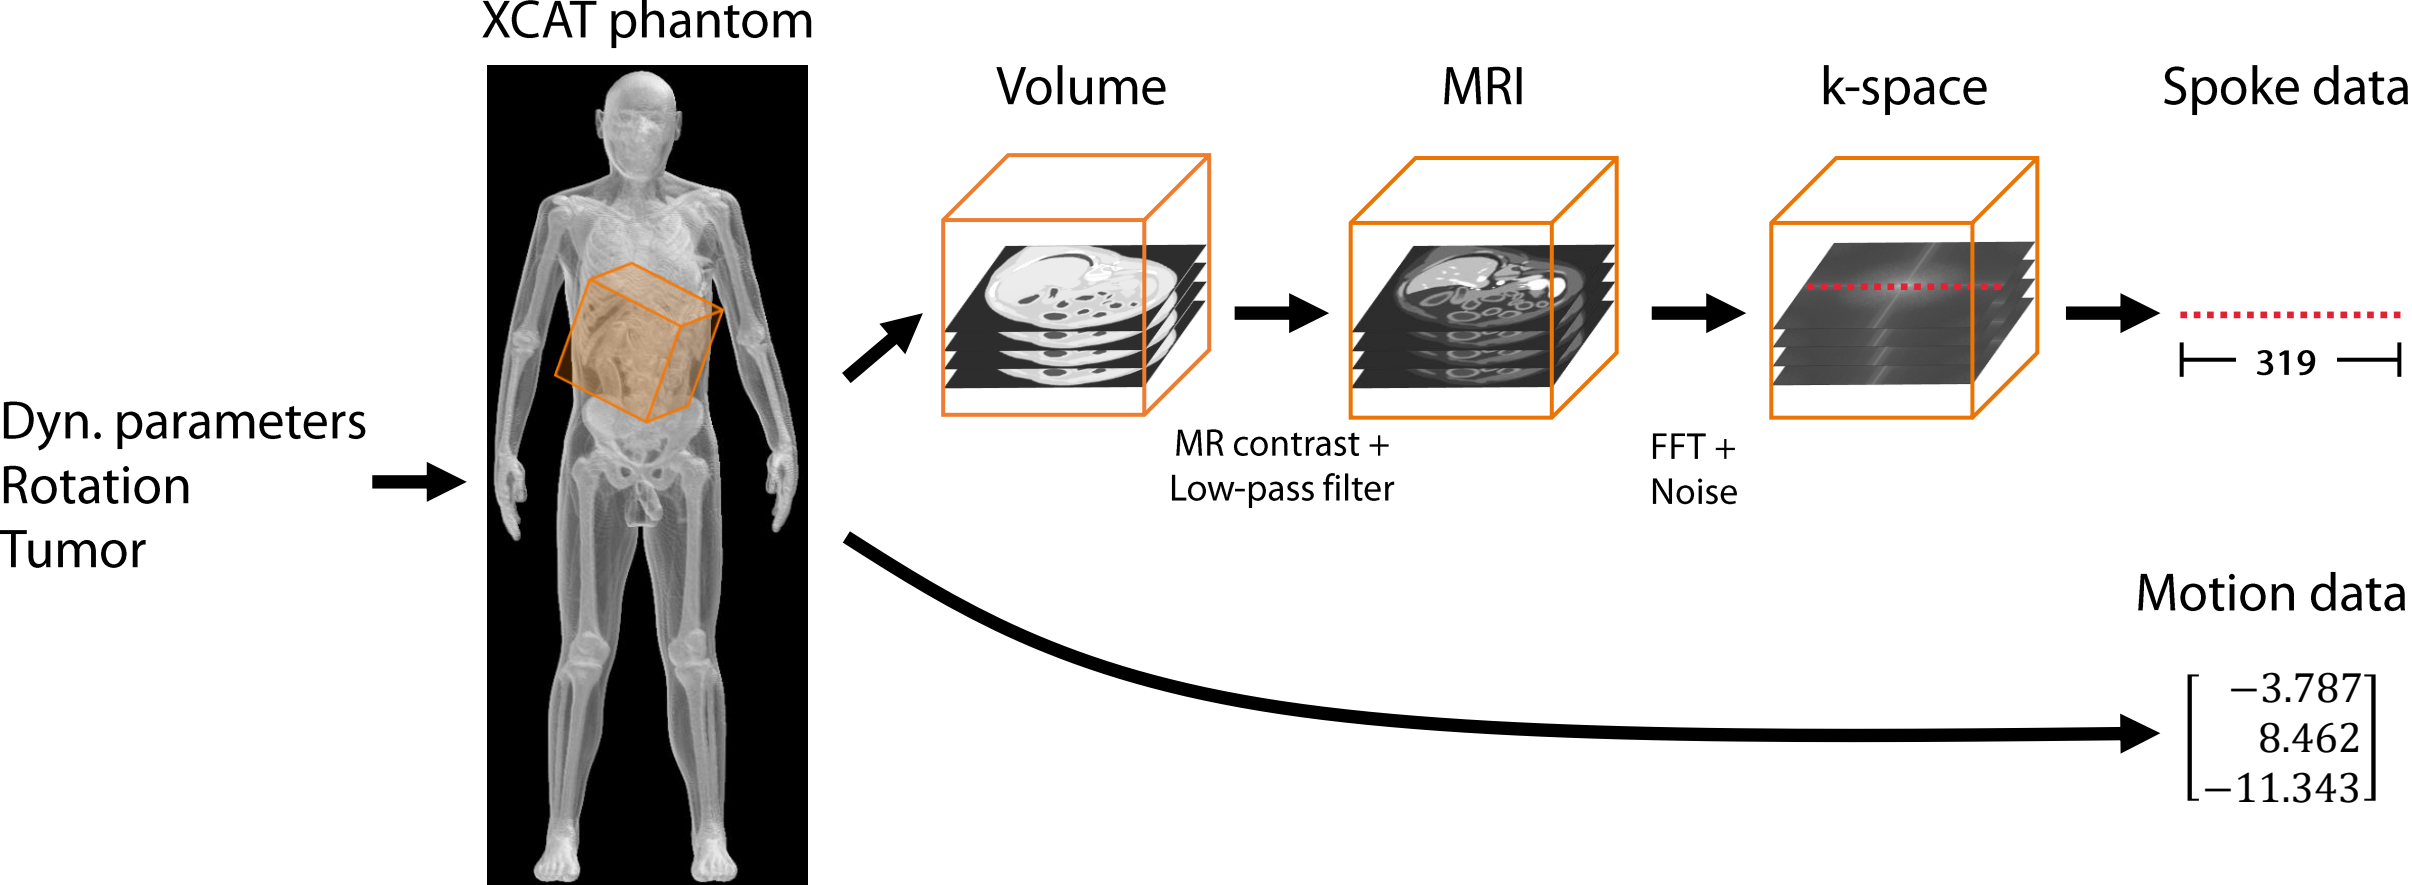 XCAT phantom
Volume
MRI
k-space
Spoke data
319
MR contrast +
Low-pass filter
FFT +
Noise
Dyn. parameters
Rotation
Tumor
Motion data
−3.787
8.462
−11.343